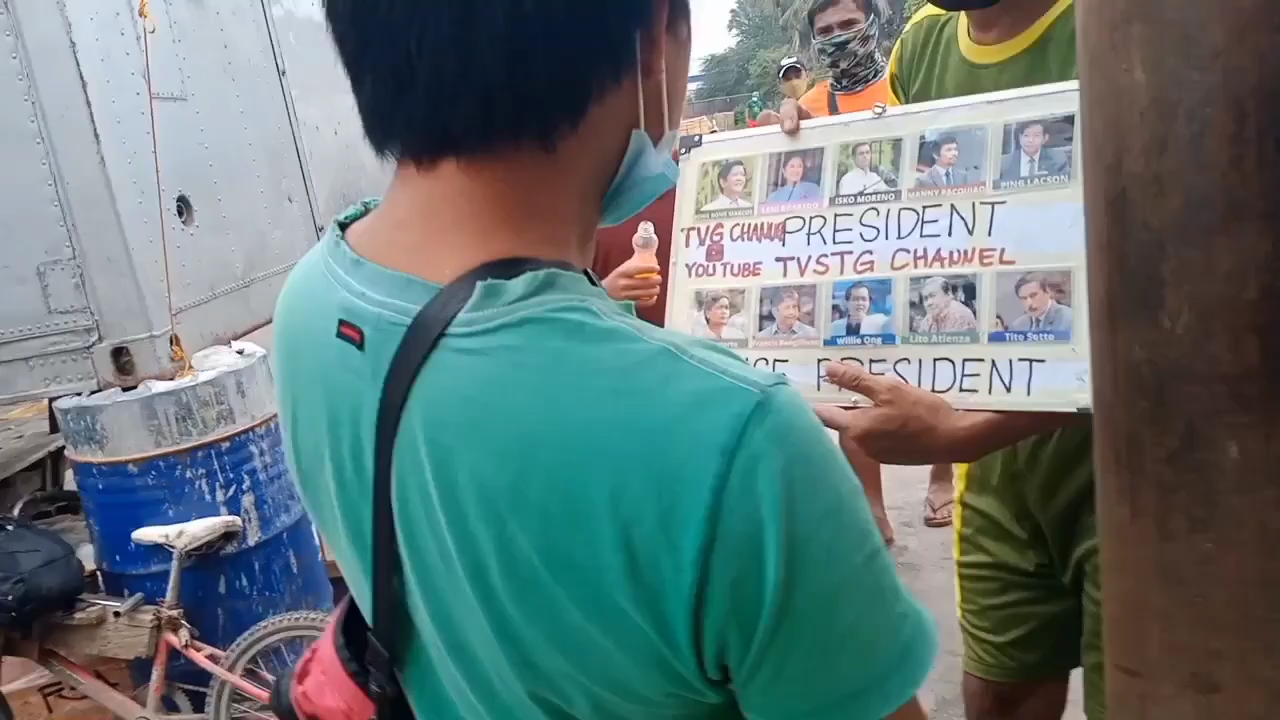 BONG BONG MARCOS LENI ROBREDO ISKO MORENO MANNY PACQUIAO PING LACSON
TVG CHANNEL PRESIDENT
YOU TUBE TVSTG CHANNEL
Willie Ong Lito Atienza Tito Sotto
PRESIDENT